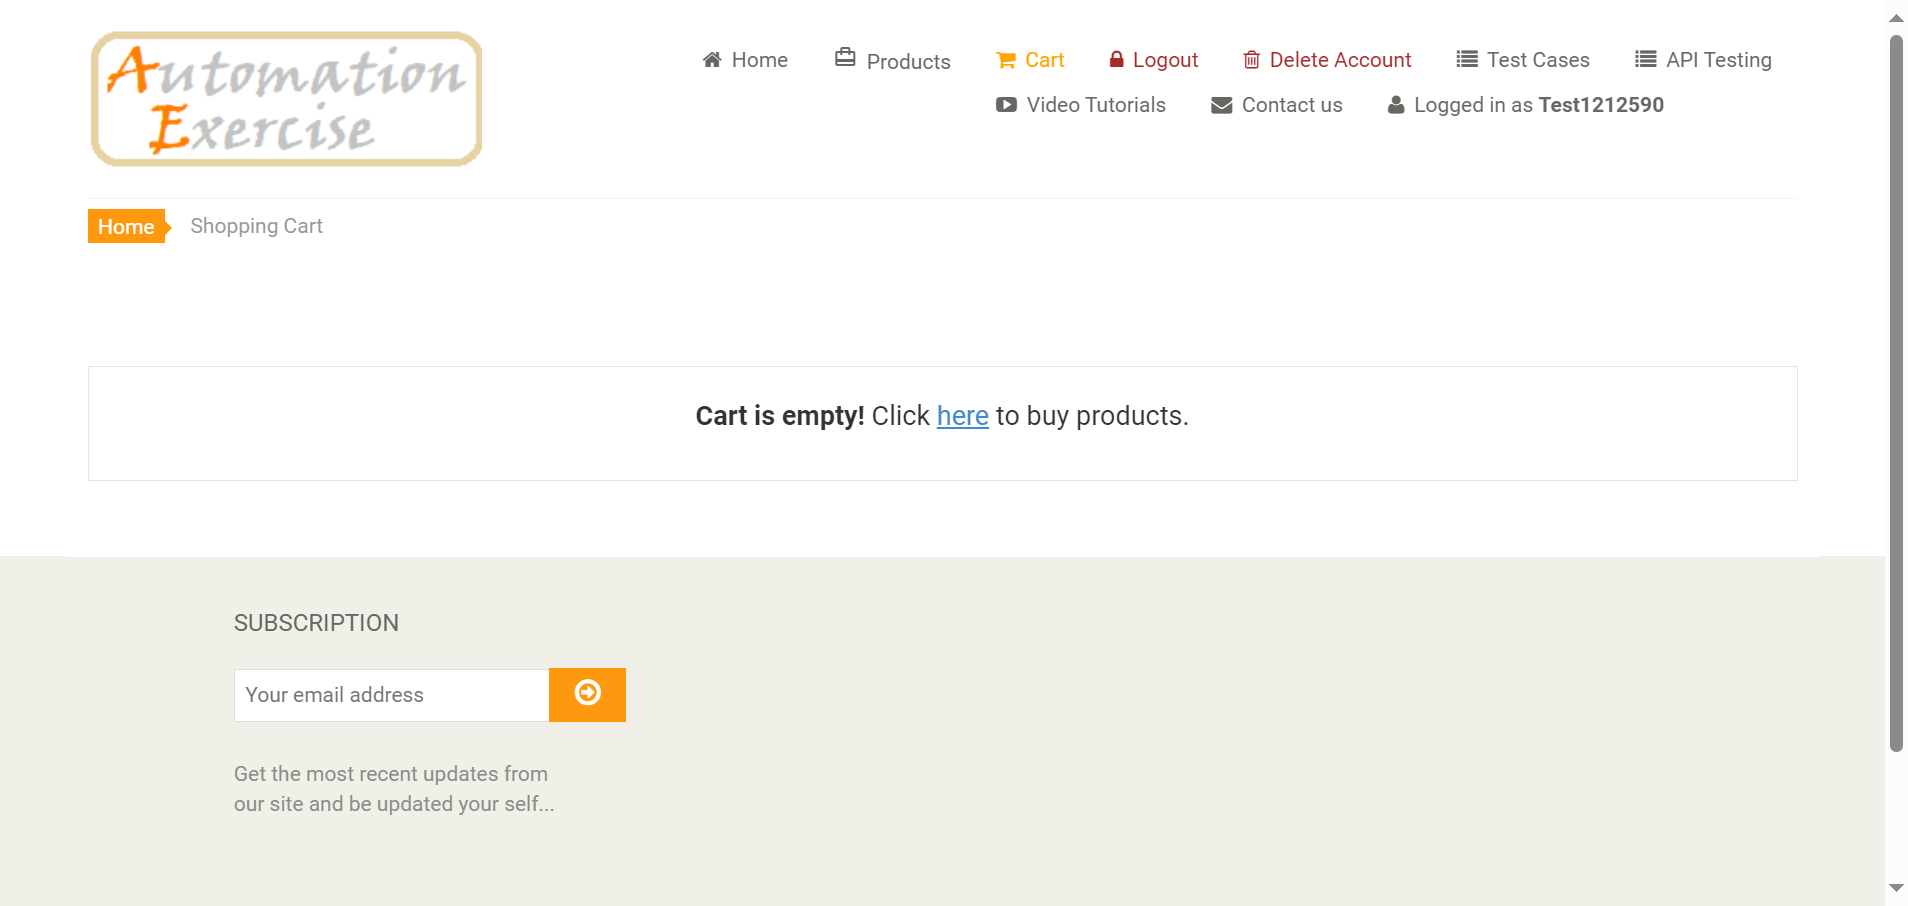 Automation
Exercise
Home
Products
Cart
Logout
Delete Account
Test Cases
API Testing
Video Tutorials
Contact us
Logged in as Test1212590
Home
Shopping Cart
Cart is empty! Click here to buy products.
SUBSCRIPTION
Your email address
Get the most recent updates from
our site and be updated your self...